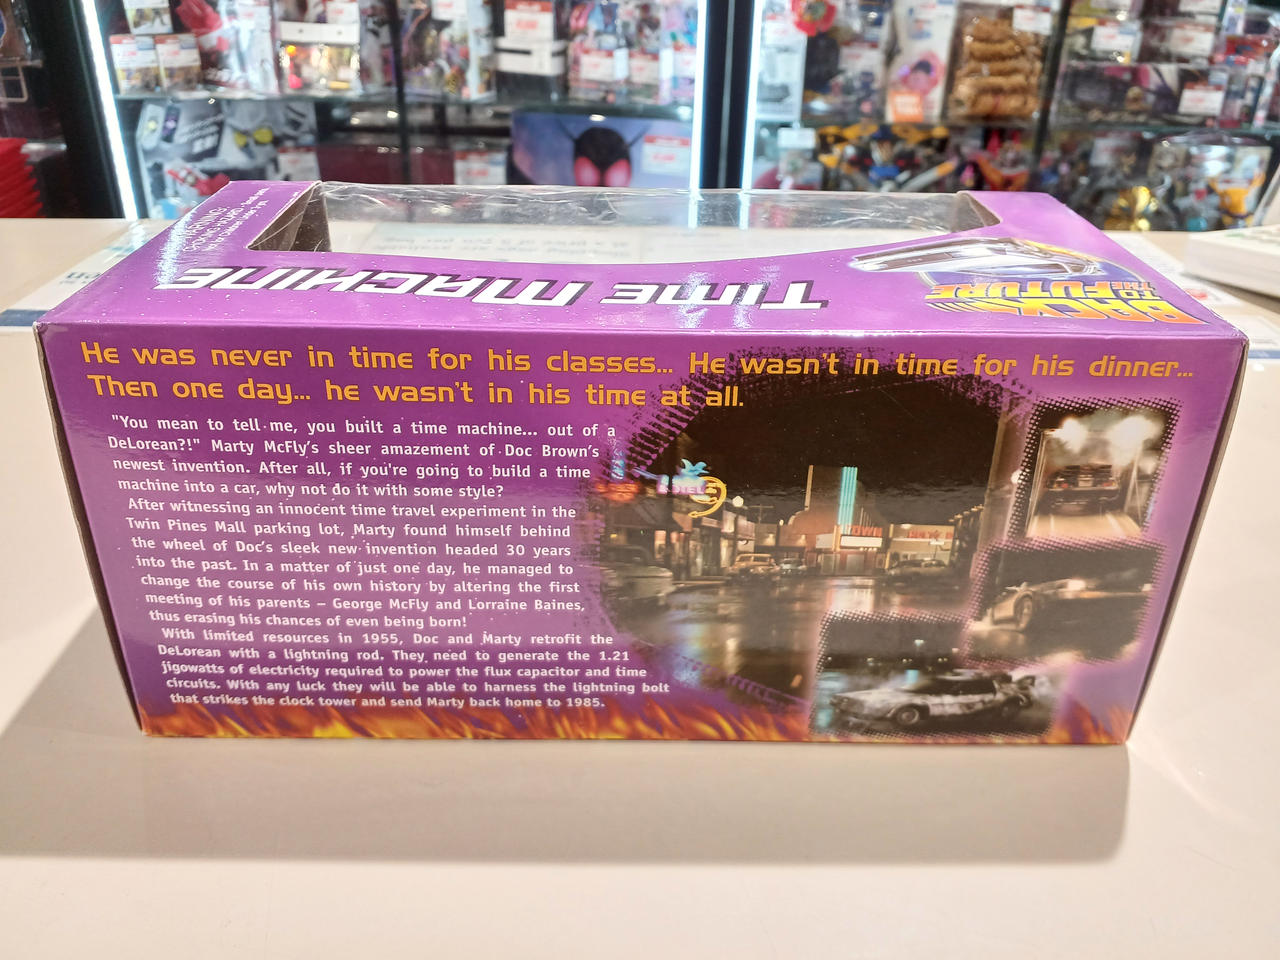 TIME MACHINE
BACK
TO THE
FUTURE
He was never in time for his classes... He wasn't in time for his dinner...
Then one day... he wasn't in his time at all.
"You mean to tell me, you built a time machine... out of a
DeLorean?!" Marty McFly's sheer amazement of Doc Brown's
newest invention. After all, if you're going to build a time
machine into a car, why not do it with some style?
After witnessing an innocent time travel experiment in the
Twin Pines Mall parking lot, Marty found himself behind
the wheel of Doc's sleek new invention headed 30 years
into the past. In a matter of just one day, he managed to
change the course of his own history by altering the first
meeting of his parents – George McFly and Lorraine Baines,
thus erasing his chances of even being born!
With limited resources in 1955, Doc and Marty retrofit the
DeLorean with a lightning rod. They need to generate the 1.21
jigowatts of electricity required to power the flux capacitor and time
circuits. With any luck they will be able to harness the lightning bolt
that strikes the clock tower and send Marty back home to 1985.